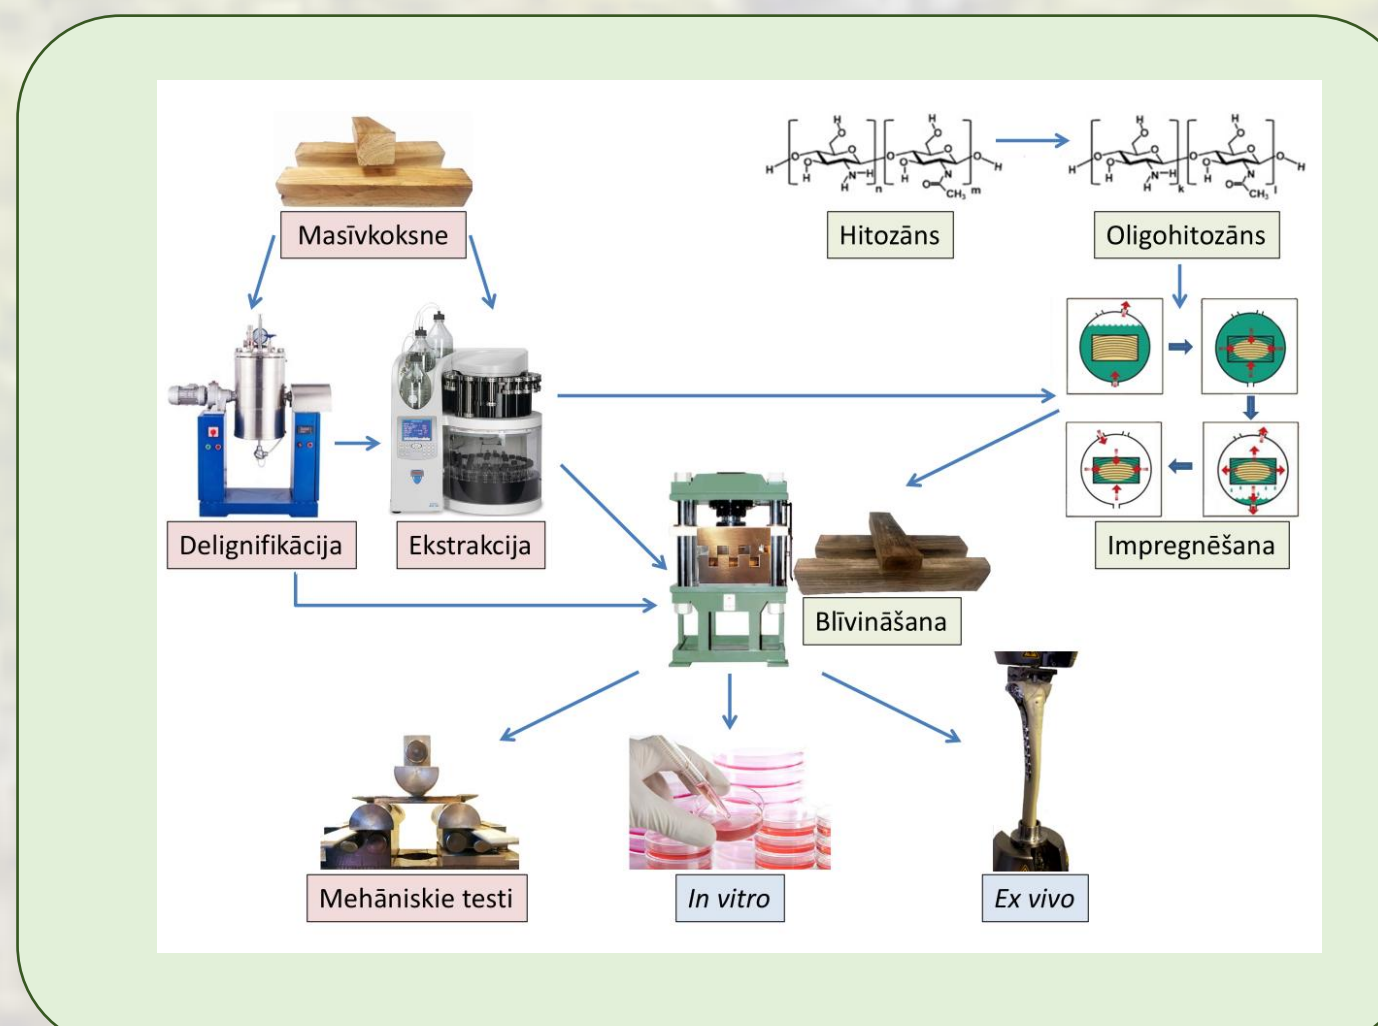 Masīvkoksne
Hitozāns
Oligohitozāns
Delignifikācija
Ekstrakcija
Impregnēšana
Blīvināšana
Mehāniskie testi
In vitro
Ex vivo